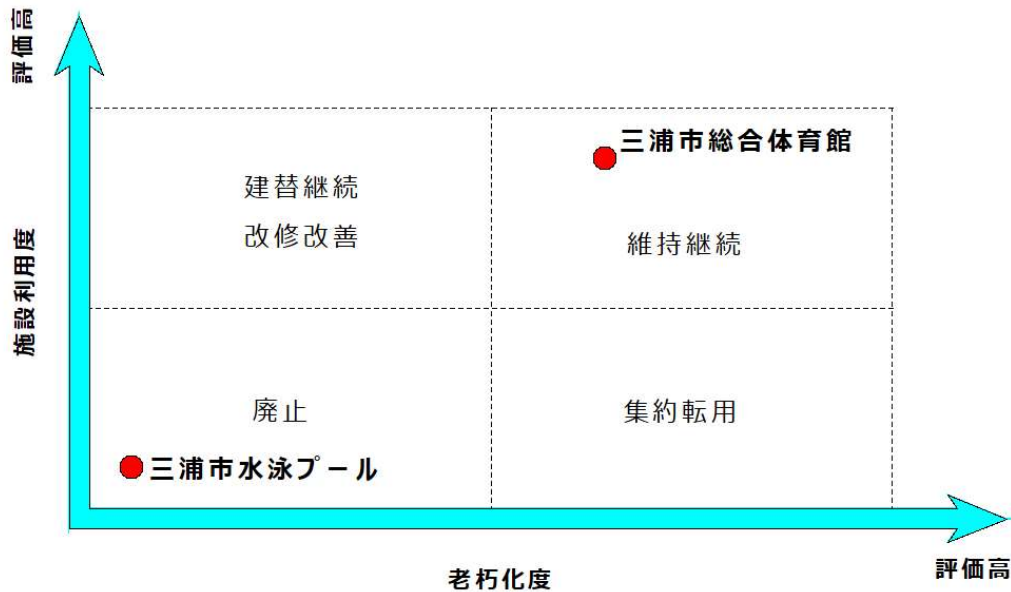 評価高
三浦市総合体育館
建替継続
改修改善
維持継続
施設利用度
廃止
集約転用
三浦市水泳プール
評価高
老朽化度